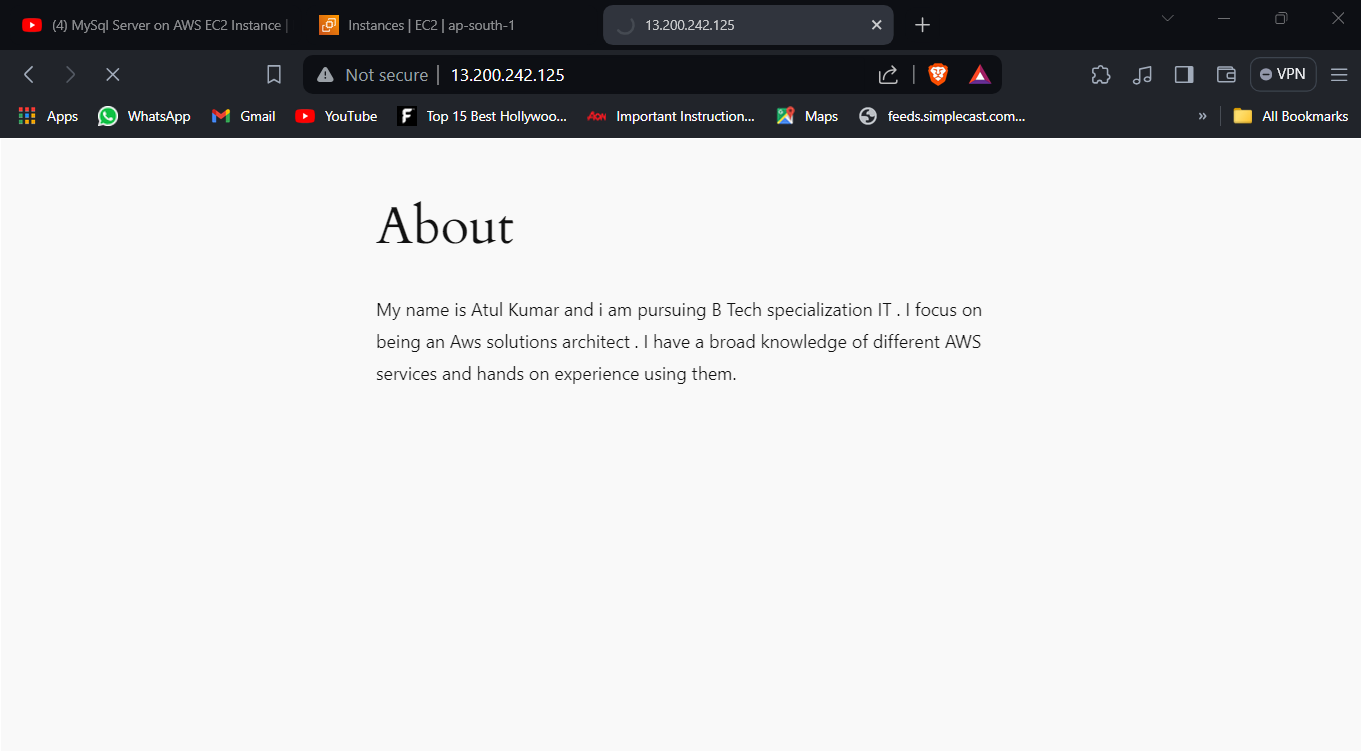 (4) MySql Server on AWS EC2 Instance |
Instances | EC2 | ap-south-1
13.200.242.125
Not secure
13.200.242.125
VPN
Apps
WhatsApp
Gmail
YouTube
F
Top 15 Best Hollywoo...
AON
Important Instruction...
Maps
feeds.simplecast.com...
»
All Bookmarks
About
My name is Atul Kumar and i am pursuing B Tech specialization IT . I focus on
being an Aws solutions architect . I have a broad knowledge of different AWS
services and hands on experience using them.